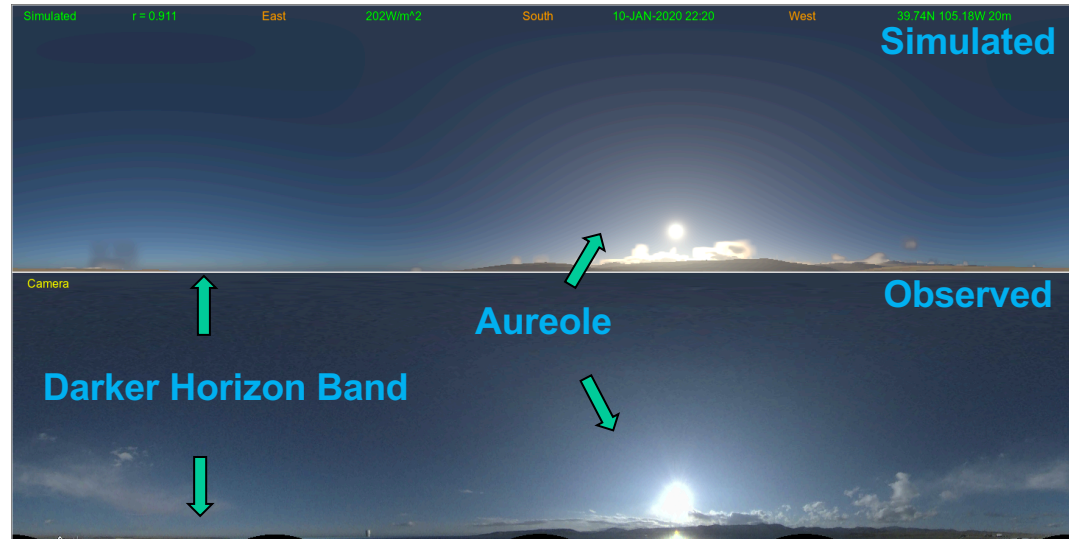 Simulated r = 0.911 East 202W/m^2 South 10-JAN-2020 22:20 West 39.74N 105.18W 20m
Simulated
Camera
Observed
Aureole
Darker Horizon Band